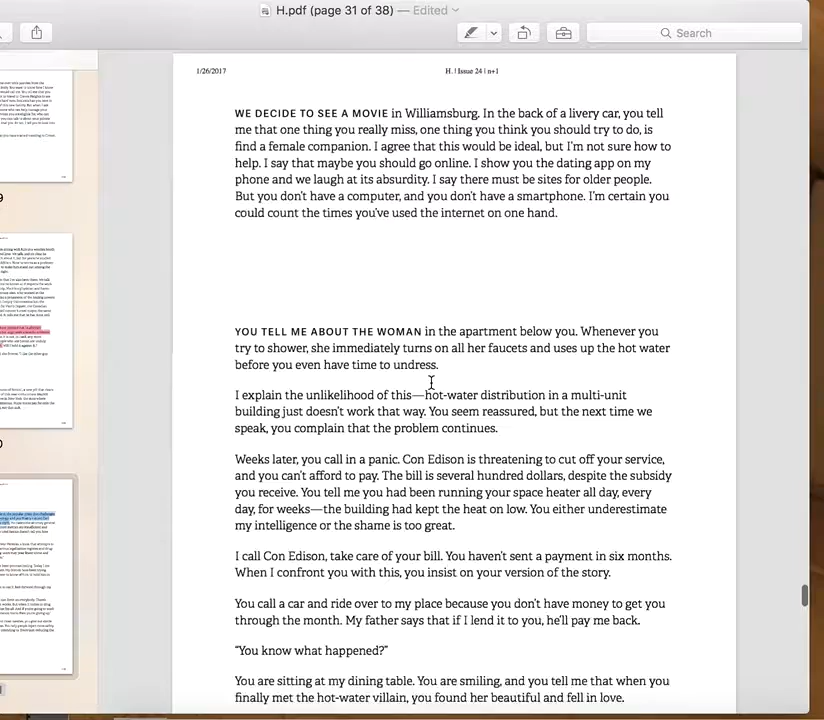 H.pdf (page 31 of 38) — Edited
Search
1/26/2017
H. | Issue 24 | n+1
WE DECIDE TO SEE A MOVIE in Williamsburg. In the back of a livery car, you tell
me that one thing you really miss, one thing you think you should try to do, is
find a female companion. I agree that this would be ideal, but I’m not sure how to
help. I say that maybe you should go online. I show you the dating app on my
phone and we laugh at its absurdity. I say there must be sites for older people.
But you don’t have a computer, and you don’t have a smartphone. I’m certain you
could count the times you’ve used the internet on one hand.
YOU TELL ME ABOUT THE WOMAN in the apartment below you. Whenever you
try to shower, she immediately turns on all her faucets and uses up the hot water
before you even have time to undress.
I explain the unlikelihood of this—hot-water distribution in a multi-unit
building just doesn’t work that way. You seem reassured, but the next time we
speak, you complain that the problem continues.
Weeks later, you call in a panic. Con Edison is threatening to cut off your service,
and you can’t afford to pay. The bill is several hundred dollars, despite the subsidy
you receive. You tell me you had been running your space heater all day, every
day, for weeks—the building had kept the heat on low. You either underestimate
my intelligence or the shame is too great.
I call Con Edison, take care of your bill. You haven’t sent a payment in six months.
When I confront you with this, you insist on your version of the story.
You call a car and ride over to my place because you don’t have money to get you
through the month. My father says that if I lend it to you, he’ll pay me back.
“You know what happened?”
You are sitting at my dining table. You are smiling, and you tell me that when you
finally met the hot-water villain, you found her beautiful and fell in love.